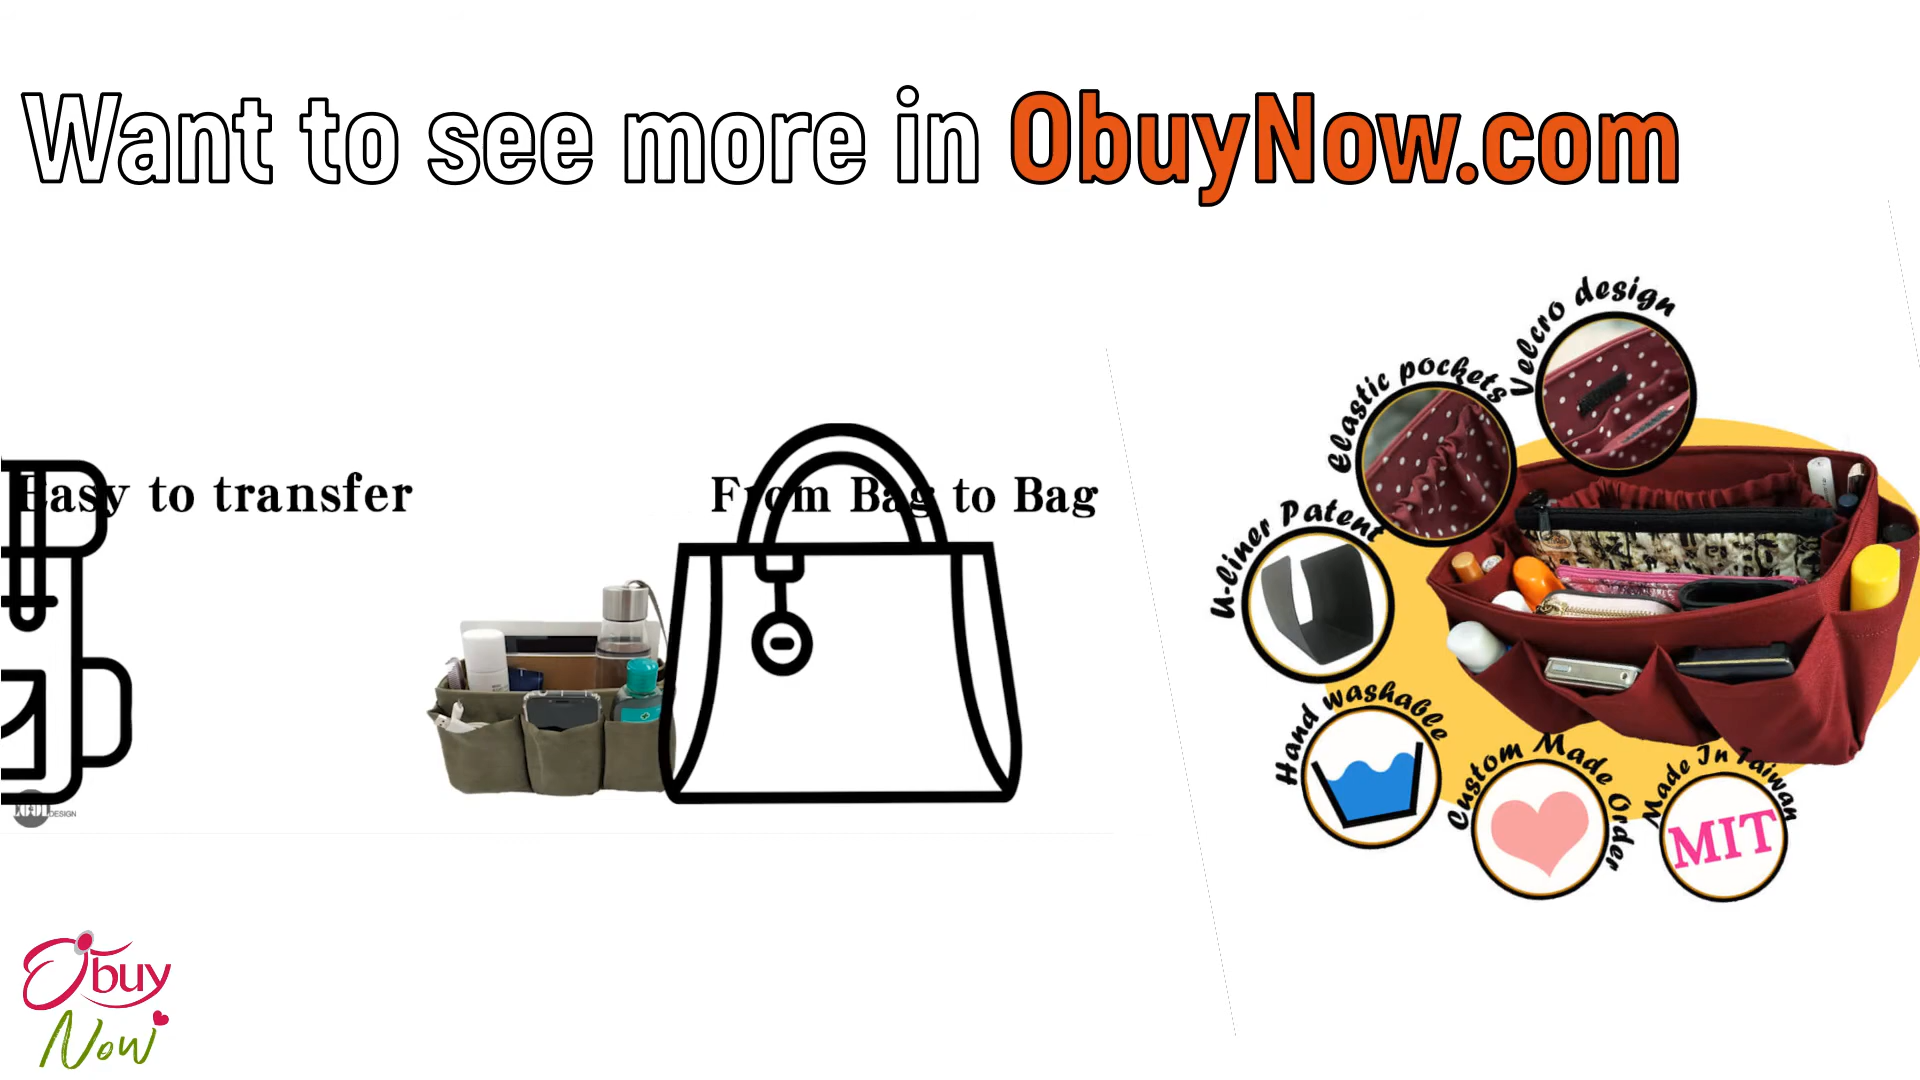 Want to see more in ObuyNow.com
Easy to transfer
From Bag to Bag
Velcro design
Elastic pockets
U-Liner Patent
Hand washable
Custom Made Order
Made In Taiwan
MIT
DESIGN
Obuy
Now